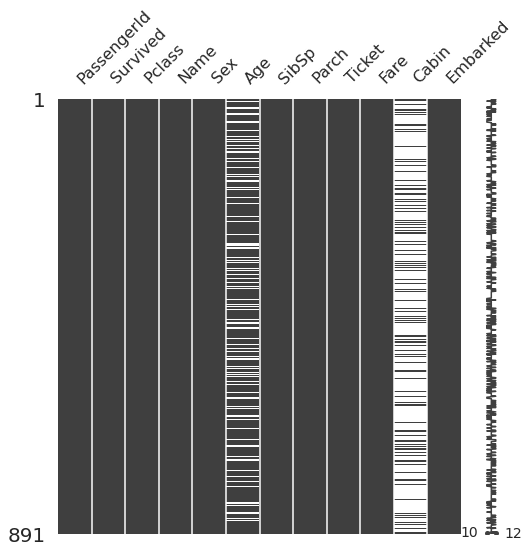 PassengerId
Survived
Pclass
Name
Sex
Age
SibSp
Parch
Ticket
Fare
Cabin
Embarked
1
891
10
12